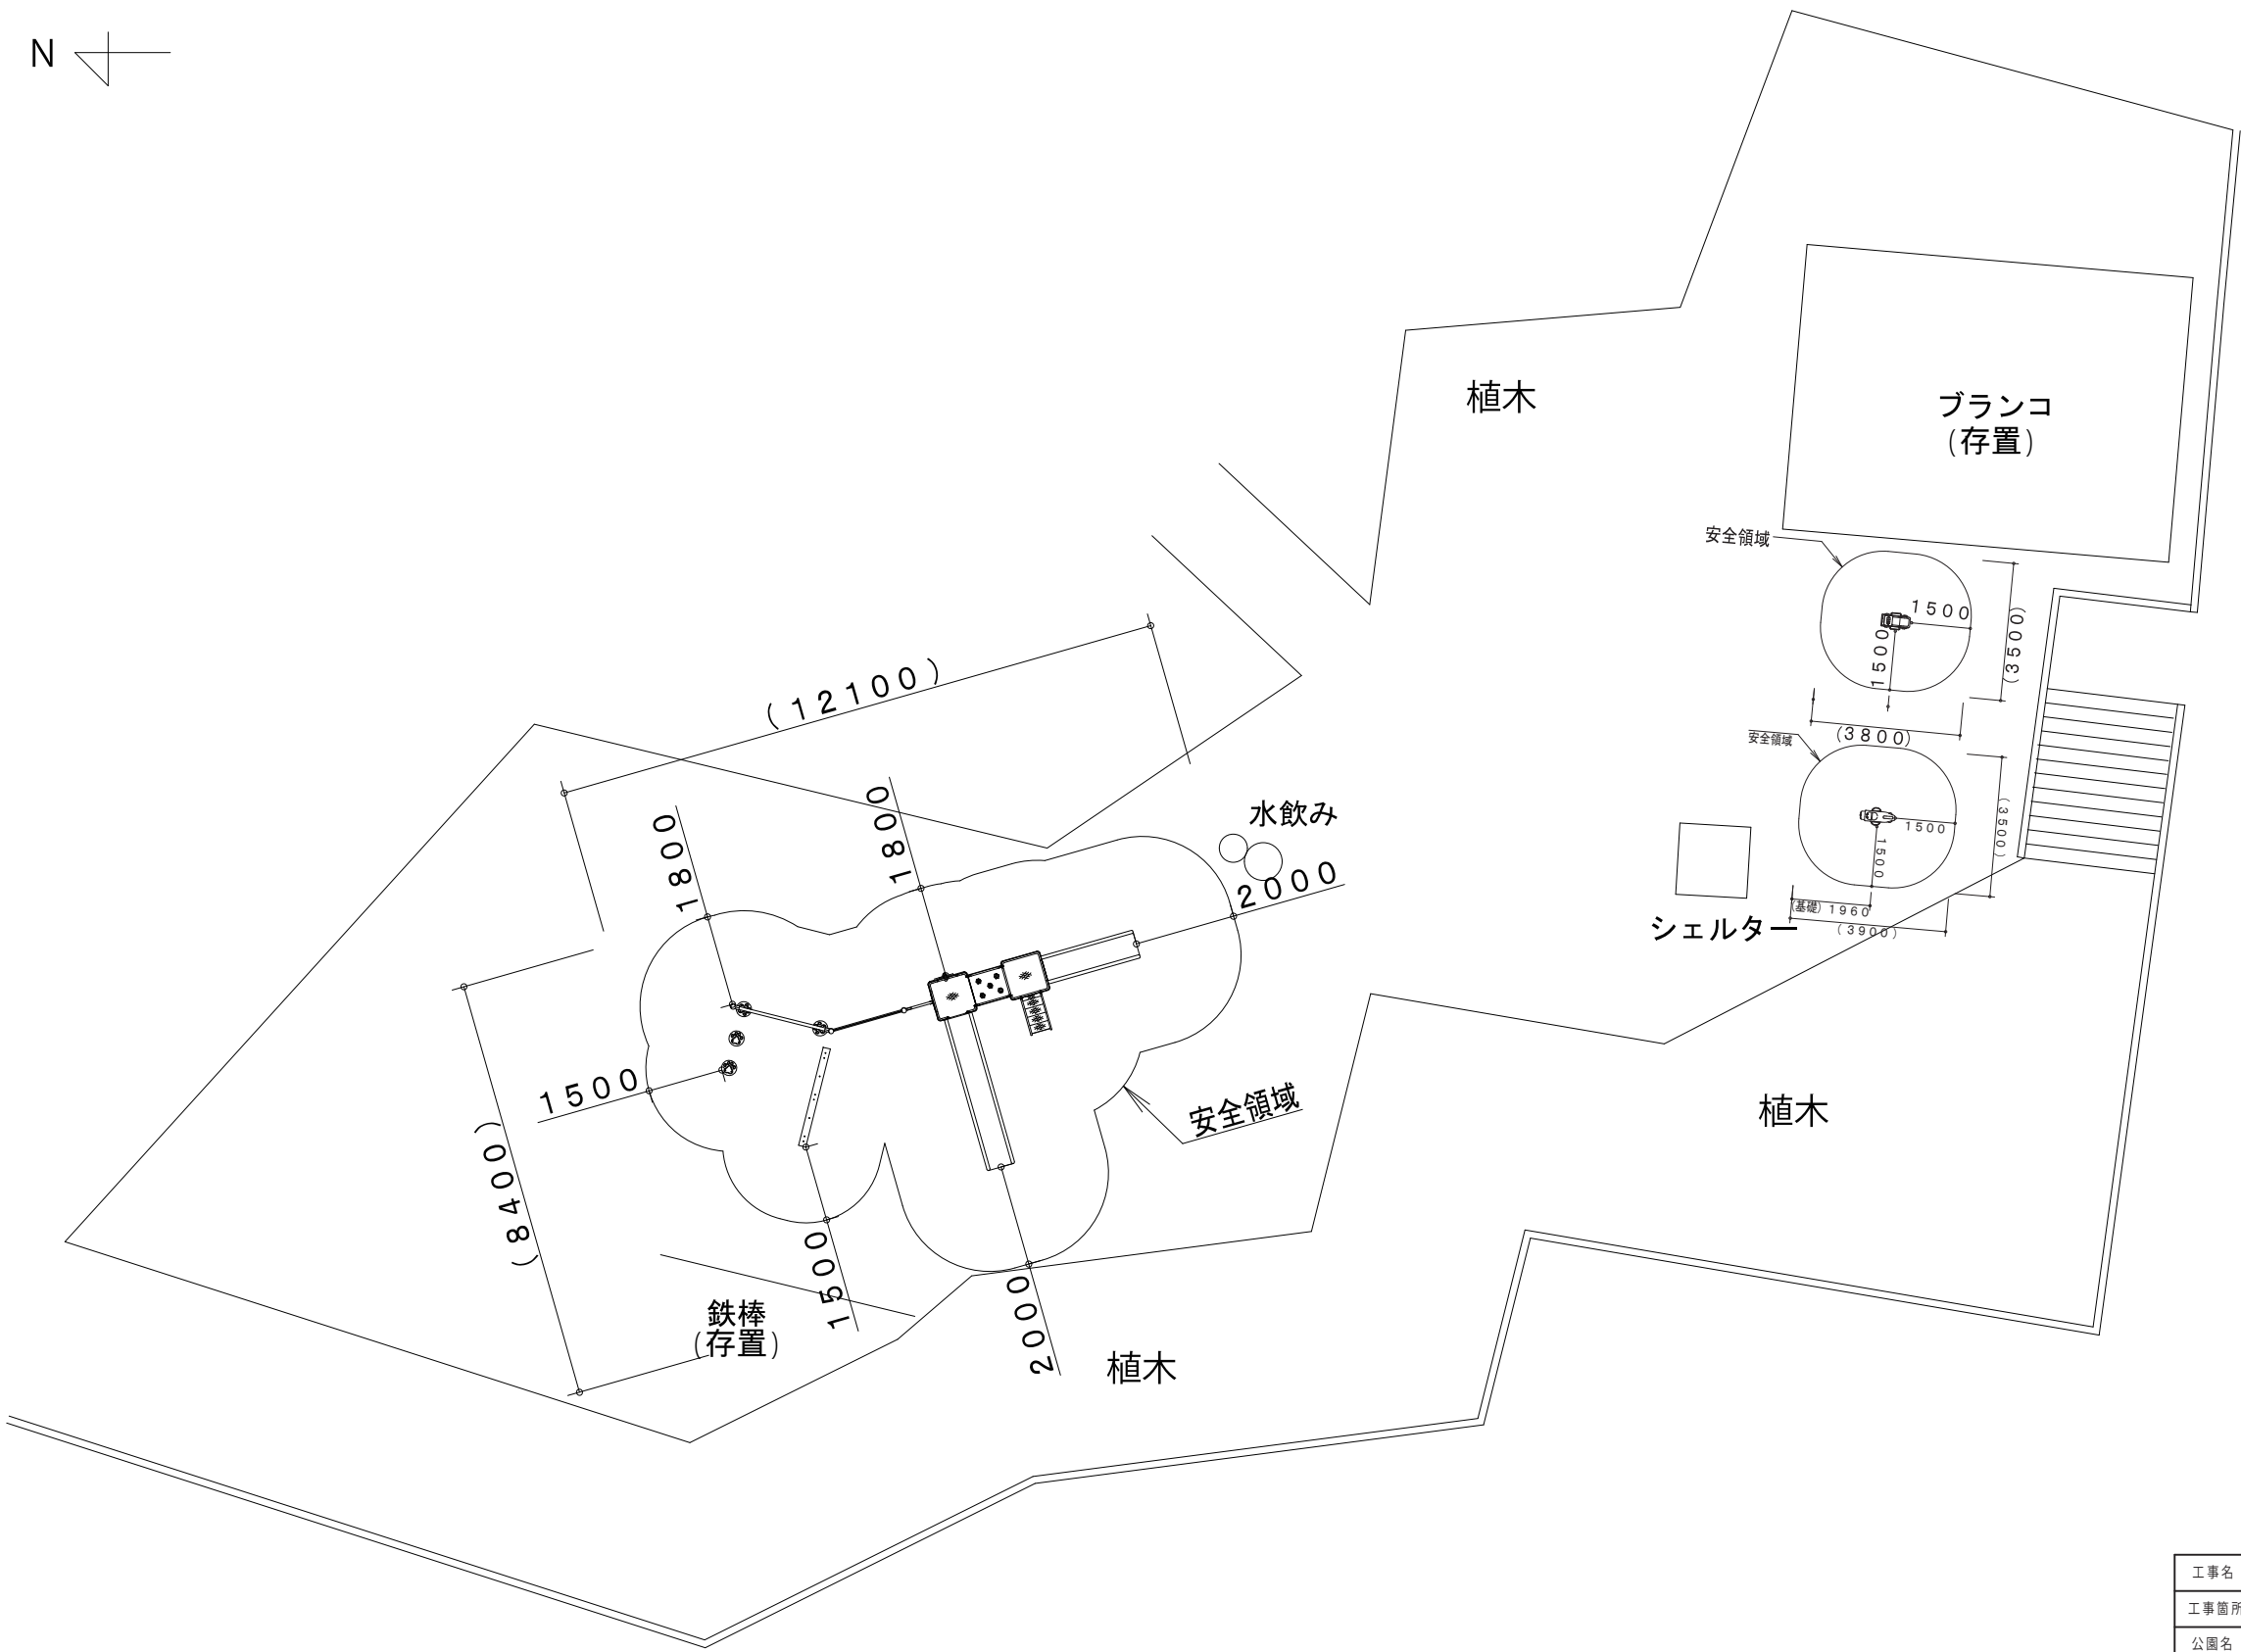 N
植木
ブランコ
(存置)
安全領域
1500
1500
(3500)
(3800)
(12100)
安全領域
1800
1800
水飲み
2000
1500
1500
(3500)
(基礎) 1960
(3900)
シェルター
1500
安全領域
植木
(8400)
1500
2000
鉄棒
(存置)
植木
工事名
工事箇所
公園名